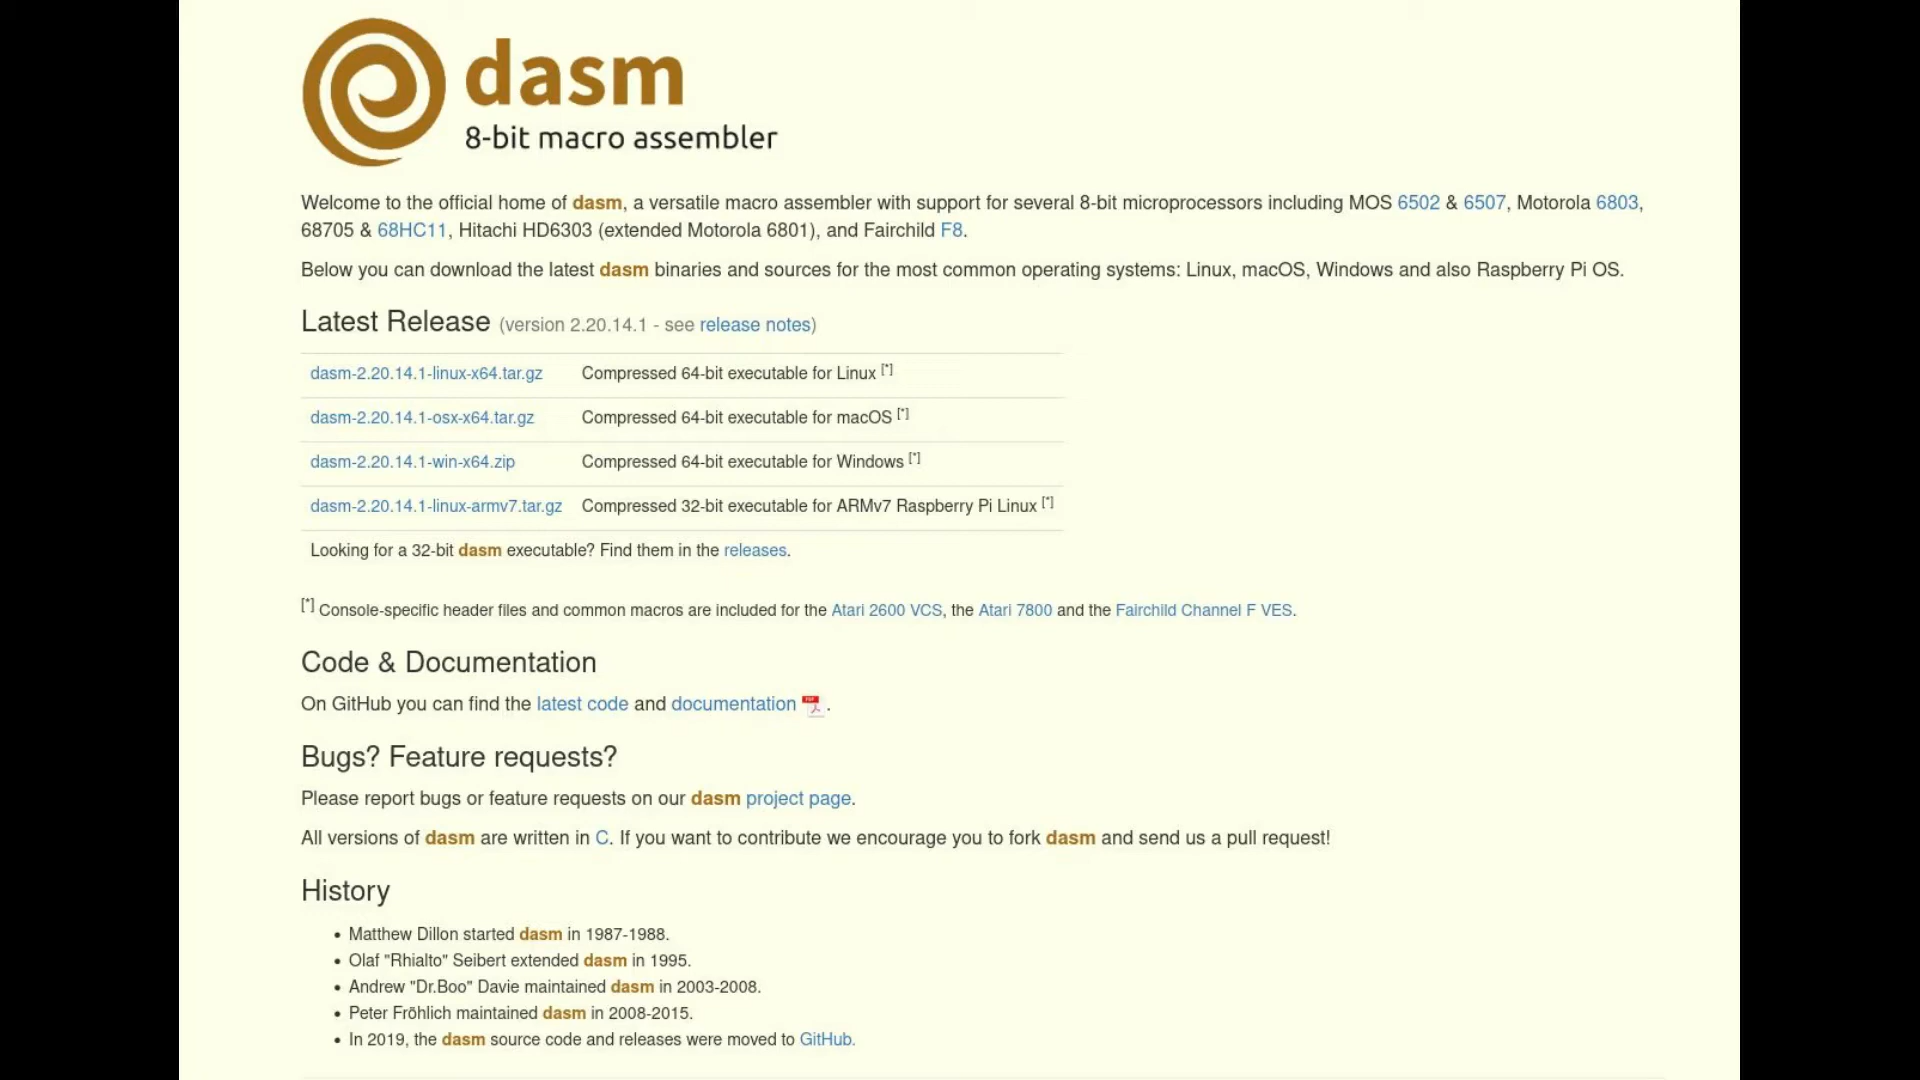 dasm
8-bit macro assembler
Welcome to the official home of dasm, a versatile macro assembler with support for several 8-bit microprocessors including MOS 6502 & 6507, Motorola 6803,
68705 & 68HC11, Hitachi HD6303 (extended Motorola 6801), and Fairchild F8.
Below you can download the latest dasm binaries and sources for the most common operating systems: Linux, macOS, Windows and also Raspberry Pi OS.
Latest Release (version 2.20.14.1 - see release notes)
dasm-2.20.14.1-linux-x64.tar.gz Compressed 64-bit executable for Linux [*]
dasm-2.20.14.1-osx-x64.tar.gz Compressed 64-bit executable for macOS [*]
dasm-2.20.14.1-win-x64.zip Compressed 64-bit executable for Windows [*]
dasm-2.20.14.1-linux-armv7.tar.gz Compressed 32-bit executable for ARMv7 Raspberry Pi Linux [*]
Looking for a 32-bit dasm executable? Find them in the releases.
[*] Console-specific header files and common macros are included for the Atari 2600 VCS, the Atari 7800 and the Fairchild Channel F VES.
Code & Documentation
On GitHub you can find the latest code and documentation PDF.
Bugs? Feature requests?
Please report bugs or feature requests on our dasm project page.
All versions of dasm are written in C. If you want to contribute we encourage you to fork dasm and send us a pull request!
History
• Matthew Dillon started dasm in 1987-1988.
• Olaf "Rhialto" Seibert extended dasm in 1995.
• Andrew "Dr.Boo" Davie maintained dasm in 2003-2008.
• Peter Fröhlich maintained dasm in 2008-2015.
• In 2019, the dasm source code and releases were moved to GitHub.